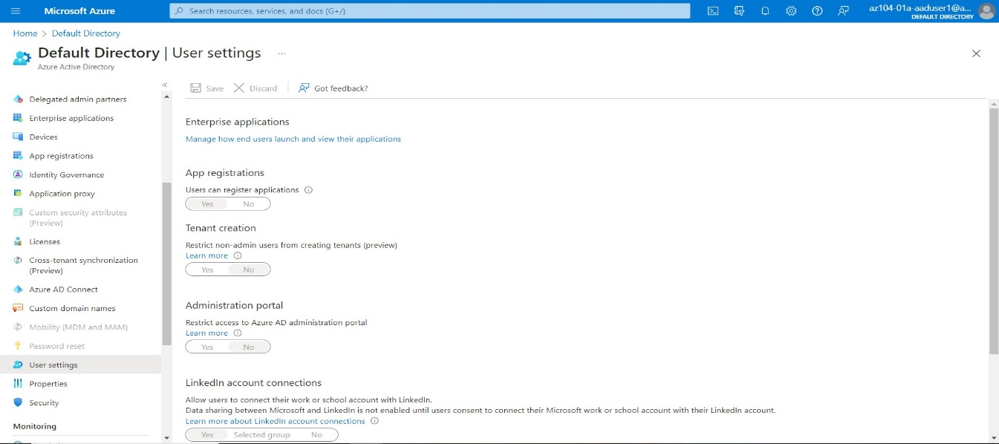 Microsoft Azure
Search resources, services, and docs (G+/)
az104-01a-aaduser1@a...
DEFAULT DIRECTORY
Home > Default Directory
Default Directory | User settings ...
Azure Active Directory
«
Delegated admin partners
Enterprise applications
Devices
App registrations
Identity Governance
Application proxy
Custom security attributes
(Preview)
Licenses
Cross-tenant synchronization
(Preview)
Azure AD Connect
Custom domain names
Mobility (MDM and MAM)
Password reset
User settings
Properties
Security
Monitoring
Save Discard Got feedback?
Enterprise applications
Manage how end users launch and view their applications
App registrations
Users can register applications
Yes No
Tenant creation
Restrict non-admin users from creating tenants (preview)
Learn more
Yes No
Administration portal
Restrict access to Azure AD administration portal
Learn more
Yes No
LinkedIn account connections
Allow users to connect their work or school account with LinkedIn.
Data sharing between Microsoft and LinkedIn is not enabled until users consent to connect their Microsoft work or school account with their LinkedIn account.
Learn more about LinkedIn account connections
Yes Selected group No